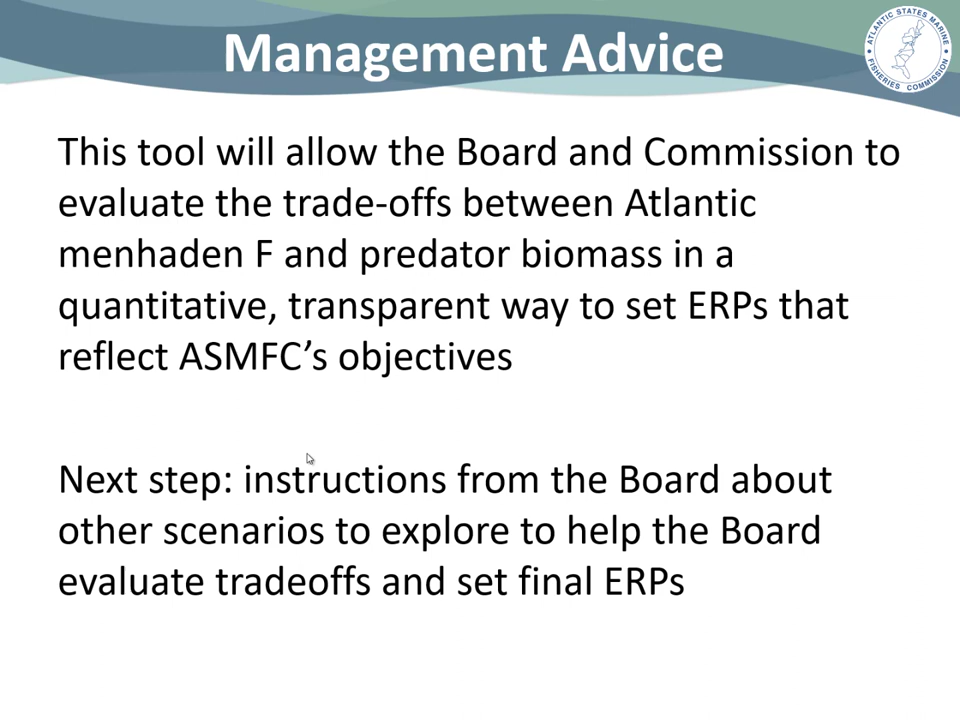 Management Advice
ATLANTIC STATES MARINE
FISHERIES COMMISSION
This tool will allow the Board and Commission to
evaluate the trade-offs between Atlantic
menhaden F and predator biomass in a
quantitative, transparent way to set ERPs that
reflect ASMFC’s objectives
Next step: instructions from the Board about
other scenarios to explore to help the Board
evaluate tradeoffs and set final ERPs